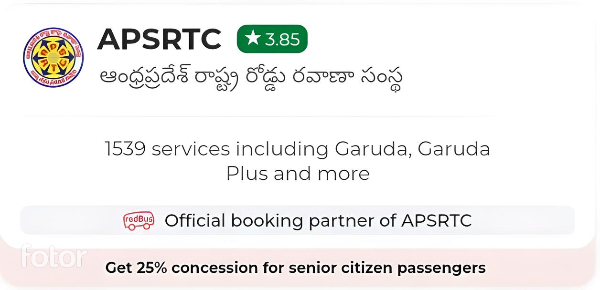 APSRTC ★ 3.85
ఆంధ్రప్రదేశ్ రాష్ట్ర రోడ్డు రవాణా సంస్థ
1539 services including Garuda, Garuda
Plus and more
redBus Official booking partner of APSRTC
fotor
Get 25% concession for senior citizen passengers